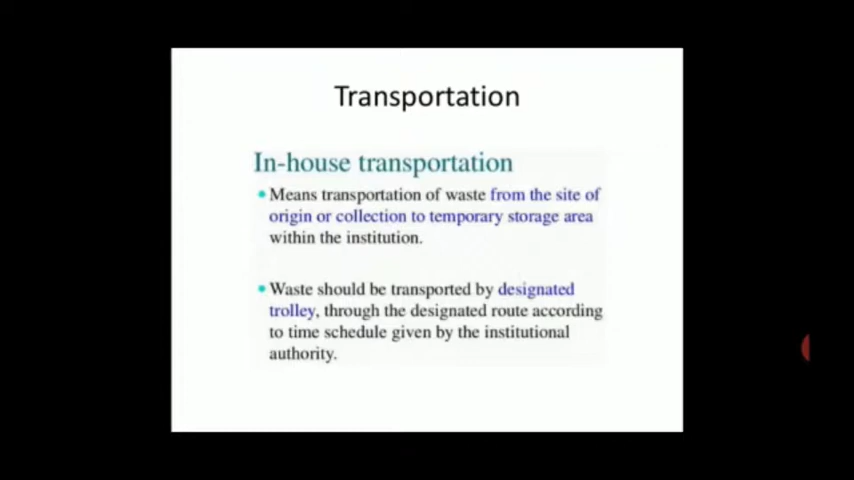 Transportation
In-house transportation
• Means transportation of waste from the site of
origin or collection to temporary storage area
within the institution.
• Waste should be transported by designated
trolley, through the designated route according
to time schedule given by the institutional
authority.